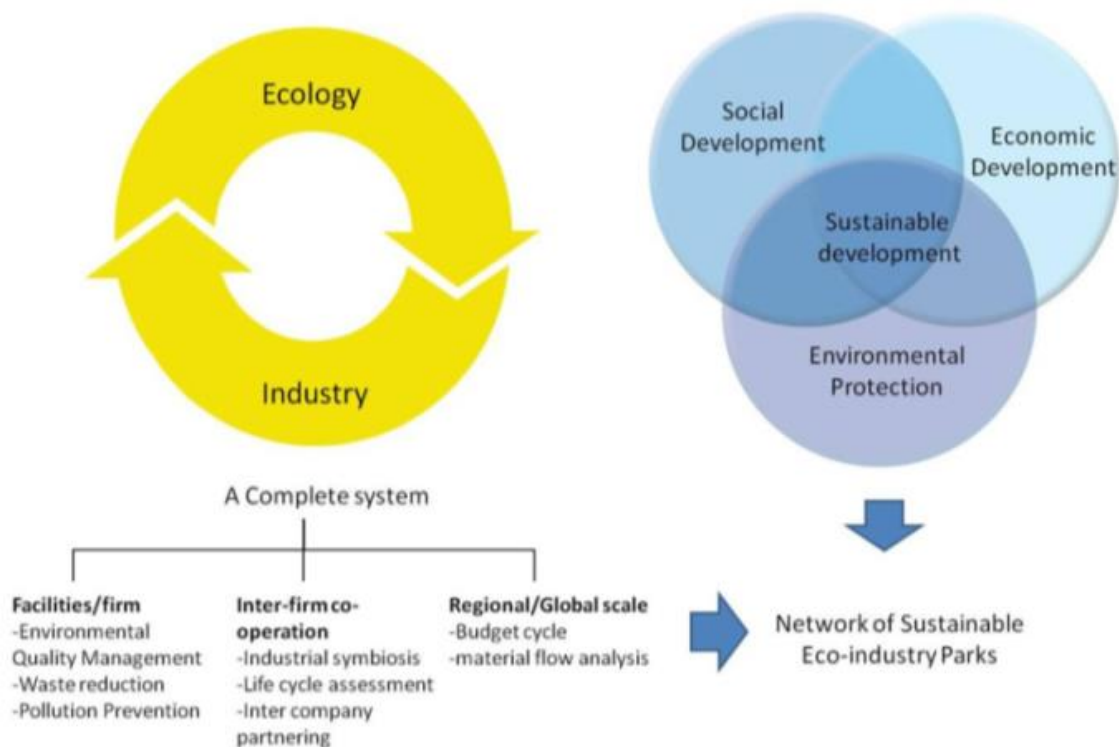 Ecology
Industry
Social
Development
Economic
Development
Sustainable
development
Environmental
Protection
A Complete system
Facilities/firm
-Environmental
Quality Management
-Waste reduction
-Pollution Prevention
Inter-firm co-
operation
-Industrial symbiosis
-Life cycle assessment
-Inter company
partnering
Regional/Global scale
-Budget cycle
-material flow analysis
Network of Sustainable
Eco-industry Parks